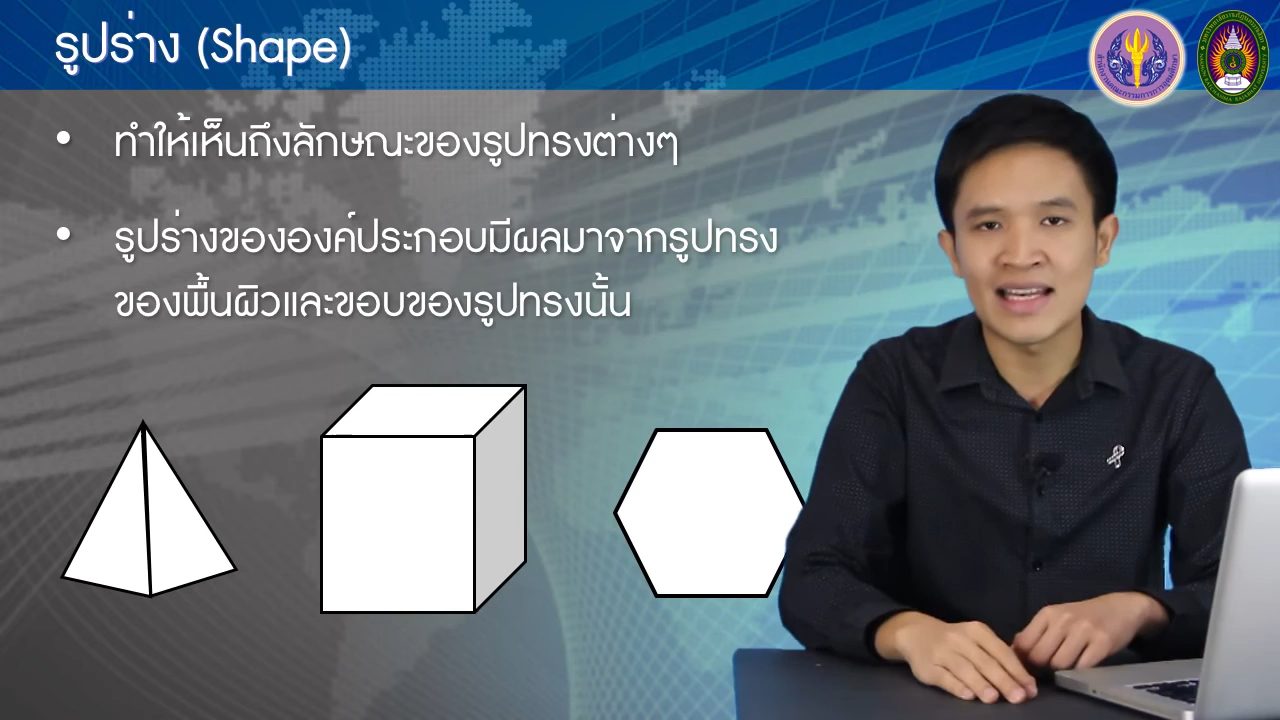 รูปร่าง (Shape)
• ทำให้เห็นถึงลักษณะของรูปทรงต่างๆ
• รูปร่างขององค์ประกอบมีผลมาจากรูปทรง
ของพื้นผิวและขอบของรูปทรงนั้น